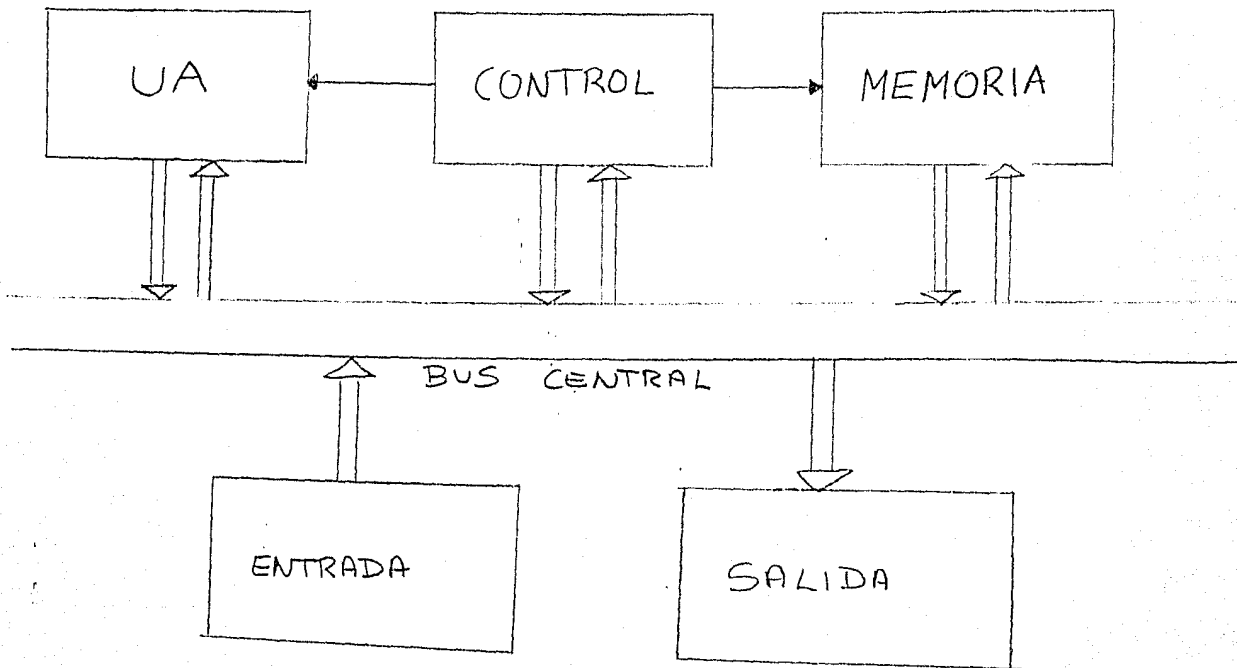 UA
CONTROL
MEMORIA
BUS CENTRAL
ENTRADA
SALIDA